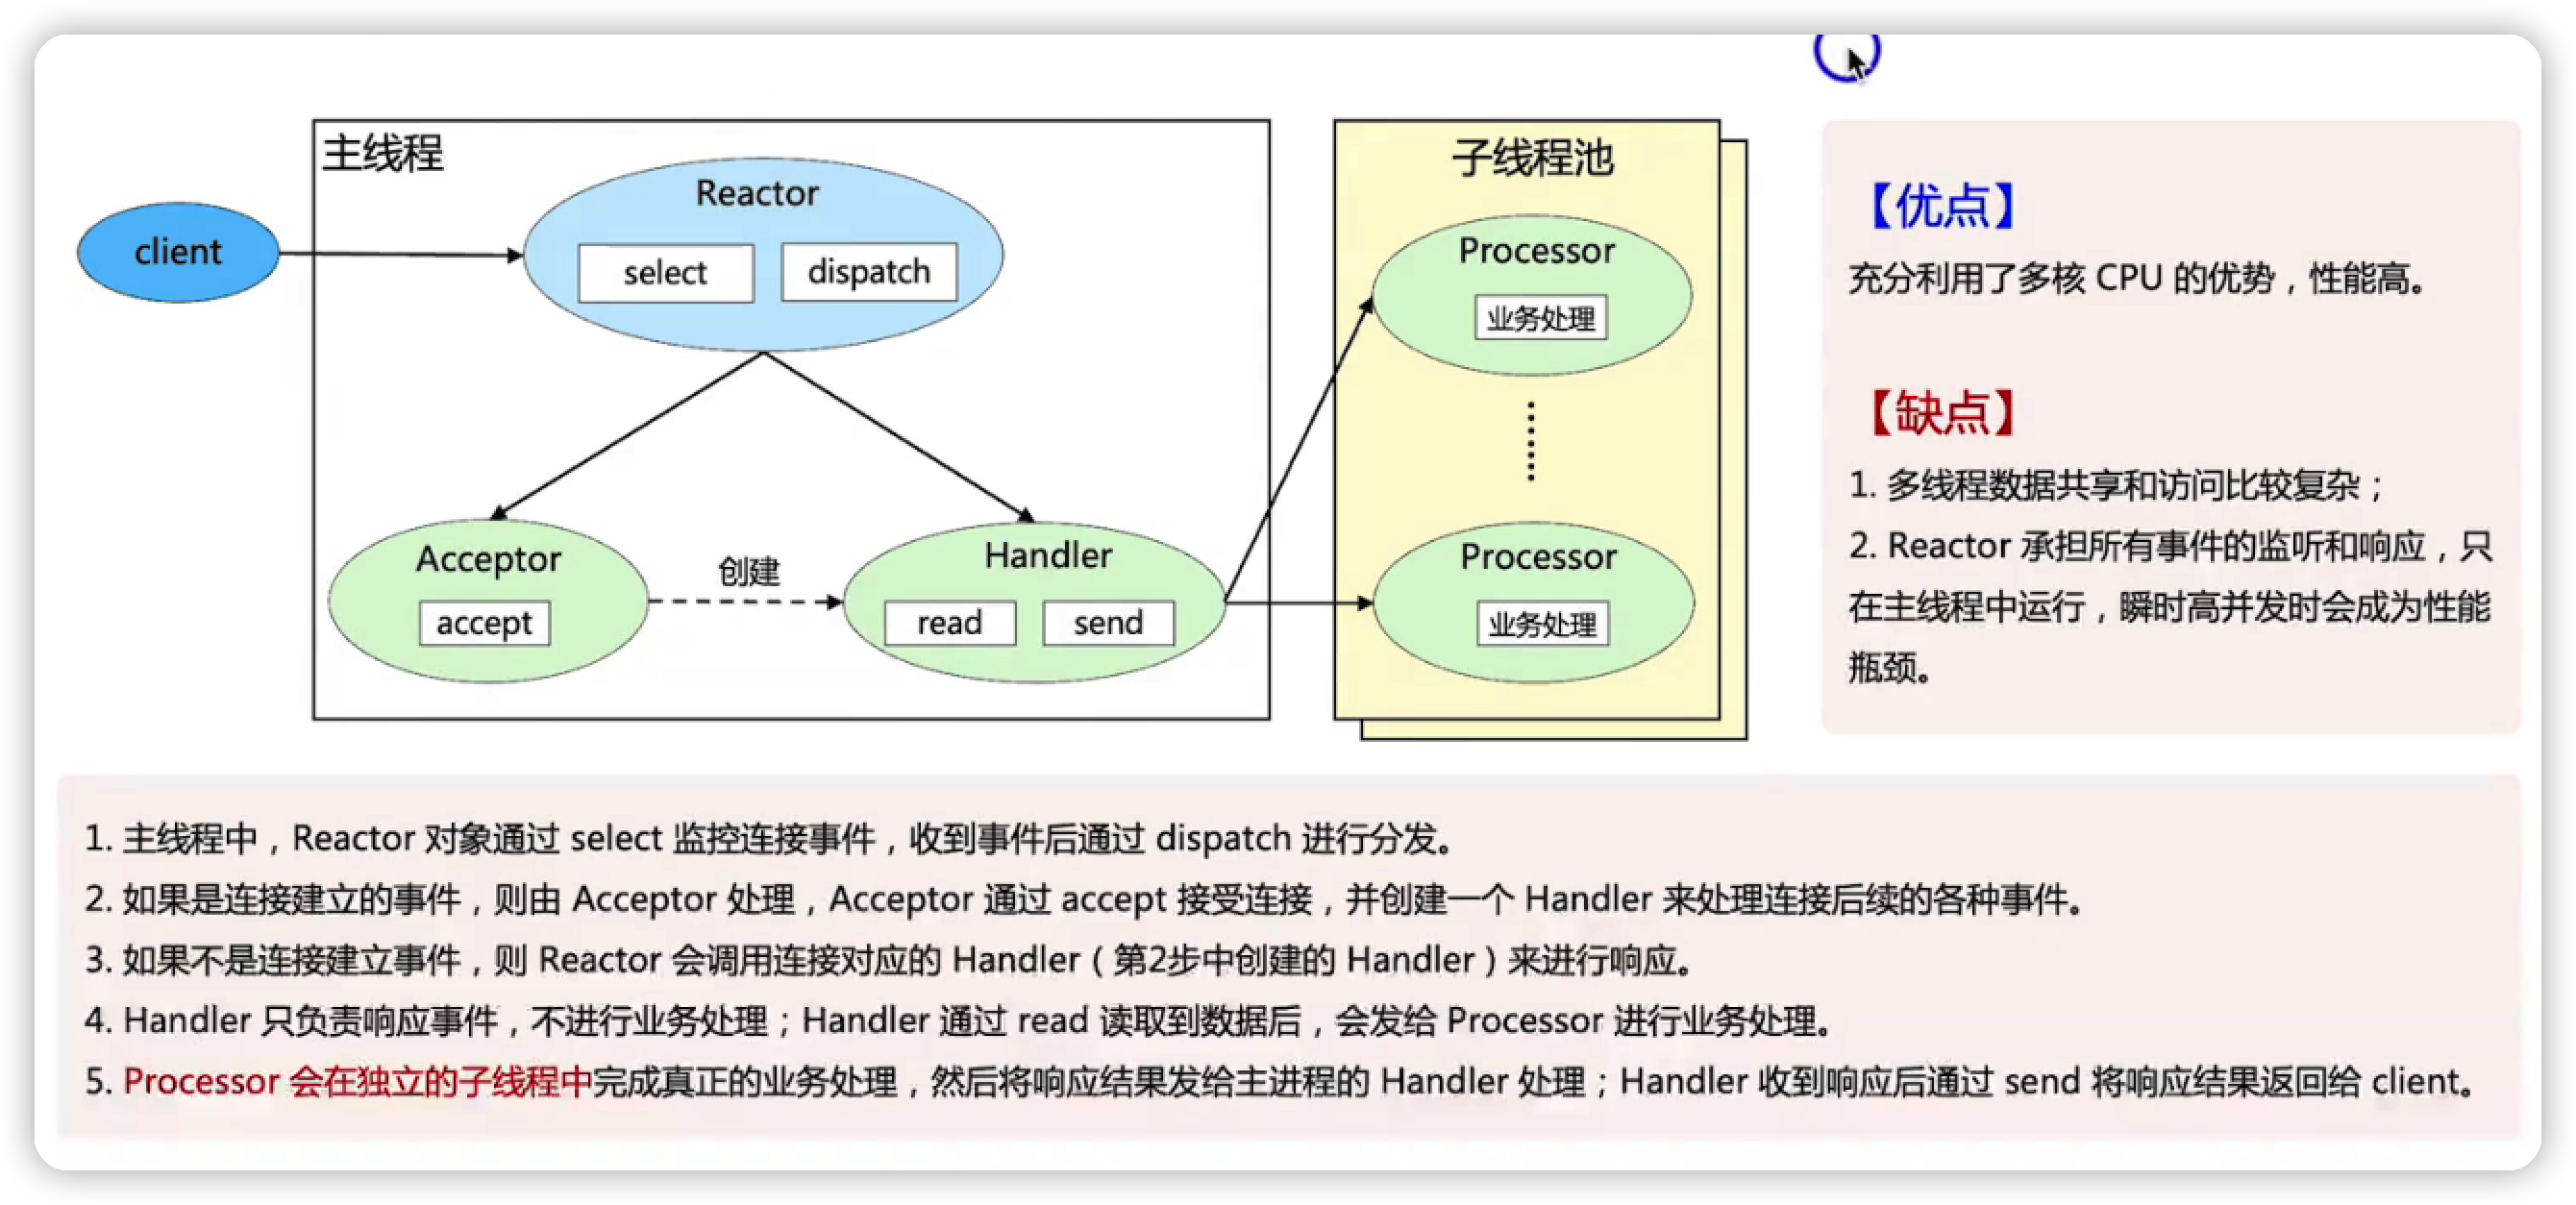 主线程
client
Reactor
select
dispatch
Acceptor
accept
创建
Handler
read
send
子线程池
Processor
业务处理
Processor
业务处理
【优点】
充分利用了多核 CPU 的优势，性能高。
【缺点】
1. 多线程数据共享和访问比较复杂；
2. Reactor 承担所有事件的监听和响应，只
在主线程中运行，瞬时高并发时会成为性能
瓶颈。
1. 主线程中，Reactor 对象通过 select 监控连接事件，收到事件后通过 dispatch 进行分发。
2. 如果是连接建立的事件，则由 Acceptor 处理，Acceptor 通过 accept 接受连接，并创建一个 Handler 来处理连接后续的各种事件。
3. 如果不是连接建立事件，则 Reactor 会调用连接对应的 Handler（第2步中创建的 Handler）来进行响应。
4. Handler 只负责响应事件，不进行业务处理；Handler 通过 read 读取到数据后，会发给 Processor 进行业务处理。
5. Processor 会在独立的子线程中完成真正的业务处理，然后将响应结果发给主进程的 Handler 处理；Handler 收到响应后通过 send 将响应结果返回给 client。